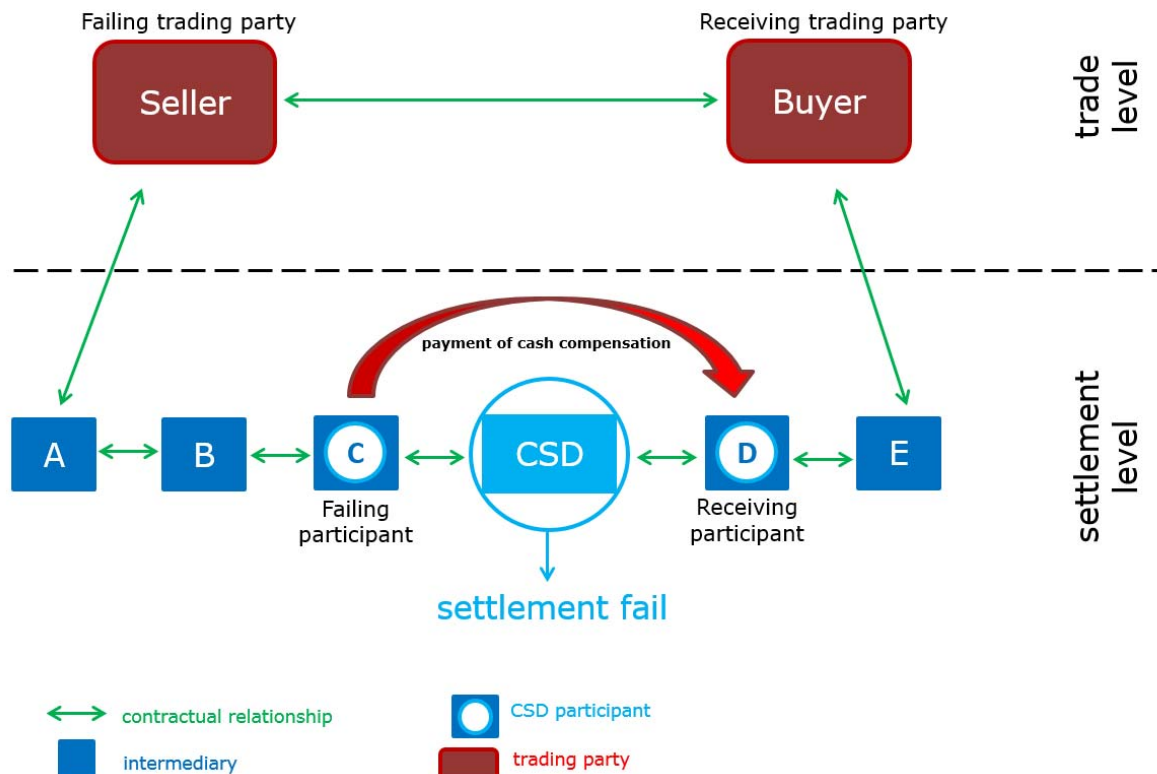 Failing trading party
Receiving trading party
Seller
Buyer
trade
level
payment of cash compensation
A
B
C
CSD
D
E
Failing
participant
Receiving
participant
settlement
level
settlement fail
contractual relationship
CSD participant
intermediary
trading party